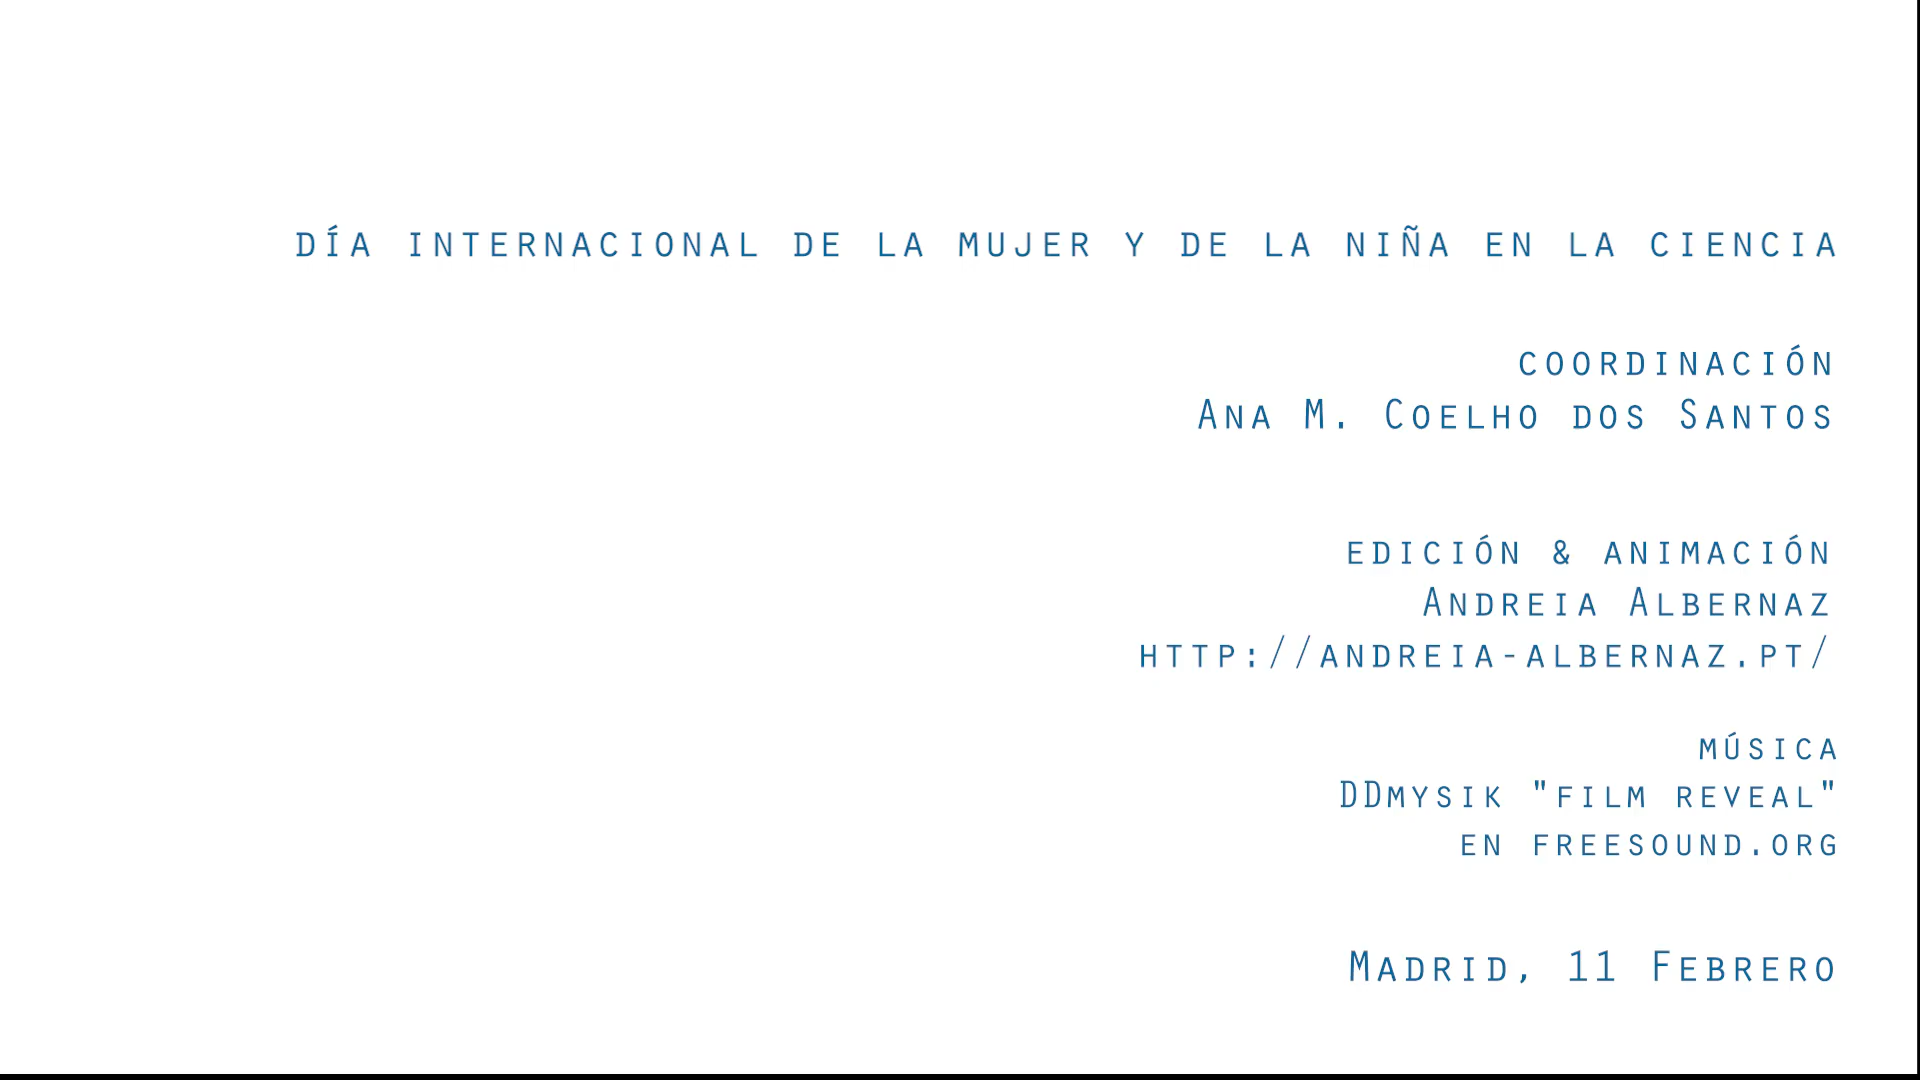 DÍA INTERNACIONAL DE LA MUJER Y DE LA NIÑA EN LA CIENCIA
COORDINACIÓN
ANA M. COELHO DOS SANTOS
EDICIÓN & ANIMACIÓN
ANDREIA ALBERNAZ
HTTP://ANDREIA-ALBERNAZ.PT/
MÚSICA
DDMYSIK "FILM REVEAL"
EN FREESOUND.ORG
MADRID, 11 FEBRERO